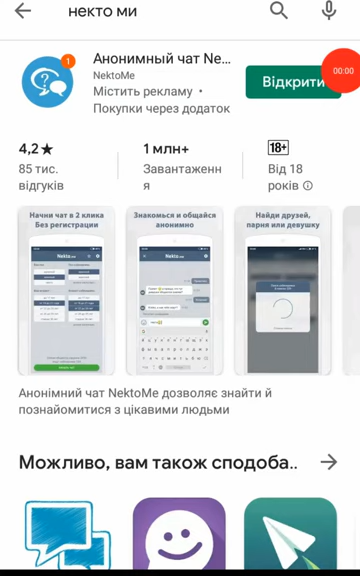 некто ми
1
Анонимный чат Ne...
NektoMe
Містить рекламу •
Покупки через додаток
Відкрити
00:00
4,2★
85 тис.
відгуків
1 млн+
Завантаженн
я
18+
Від 18
років
Начни чат в 2 клика
Без регистрации
Nekto.me
Знакомься и общайся
анонимно
Nekto.me
Найди друзей,
парня или девушку
Анонімний чат NektoMe дозволяє знайти й
познайомитися з цікавими людьми
Можливо, вам також сподоба..